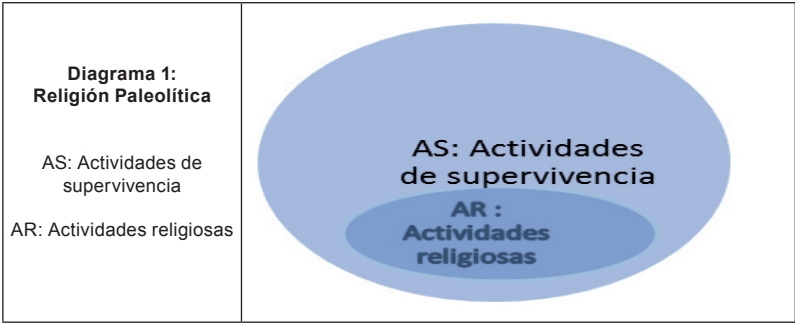 Diagrama 1:
Religión Paleolítica
AS: Actividades de
supervivencia
AR: Actividades religiosas
AS: Actividades
de supervivencia
AR :
Actividades
religiosas